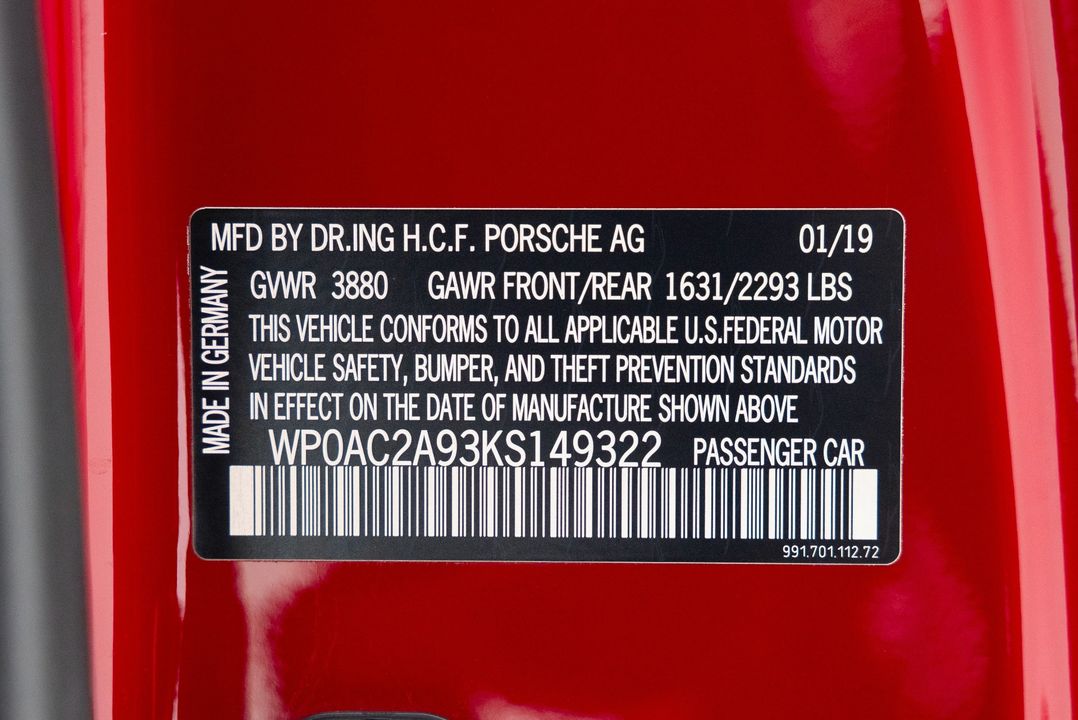 MFD BY DR.ING H.C.F. PORSCHE AG 01/19
MADE IN GERMANY
GVWR 3880 GAWR FRONT/REAR 1631/2293 LBS
THIS VEHICLE CONFORMS TO ALL APPLICABLE U.S.FEDERAL MOTOR
VEHICLE SAFETY, BUMPER, AND THEFT PREVENTION STANDARDS
IN EFFECT ON THE DATE OF MANUFACTURE SHOWN ABOVE
WP0AC2A93KS149322 PASSENGER CAR
991.701.112.72